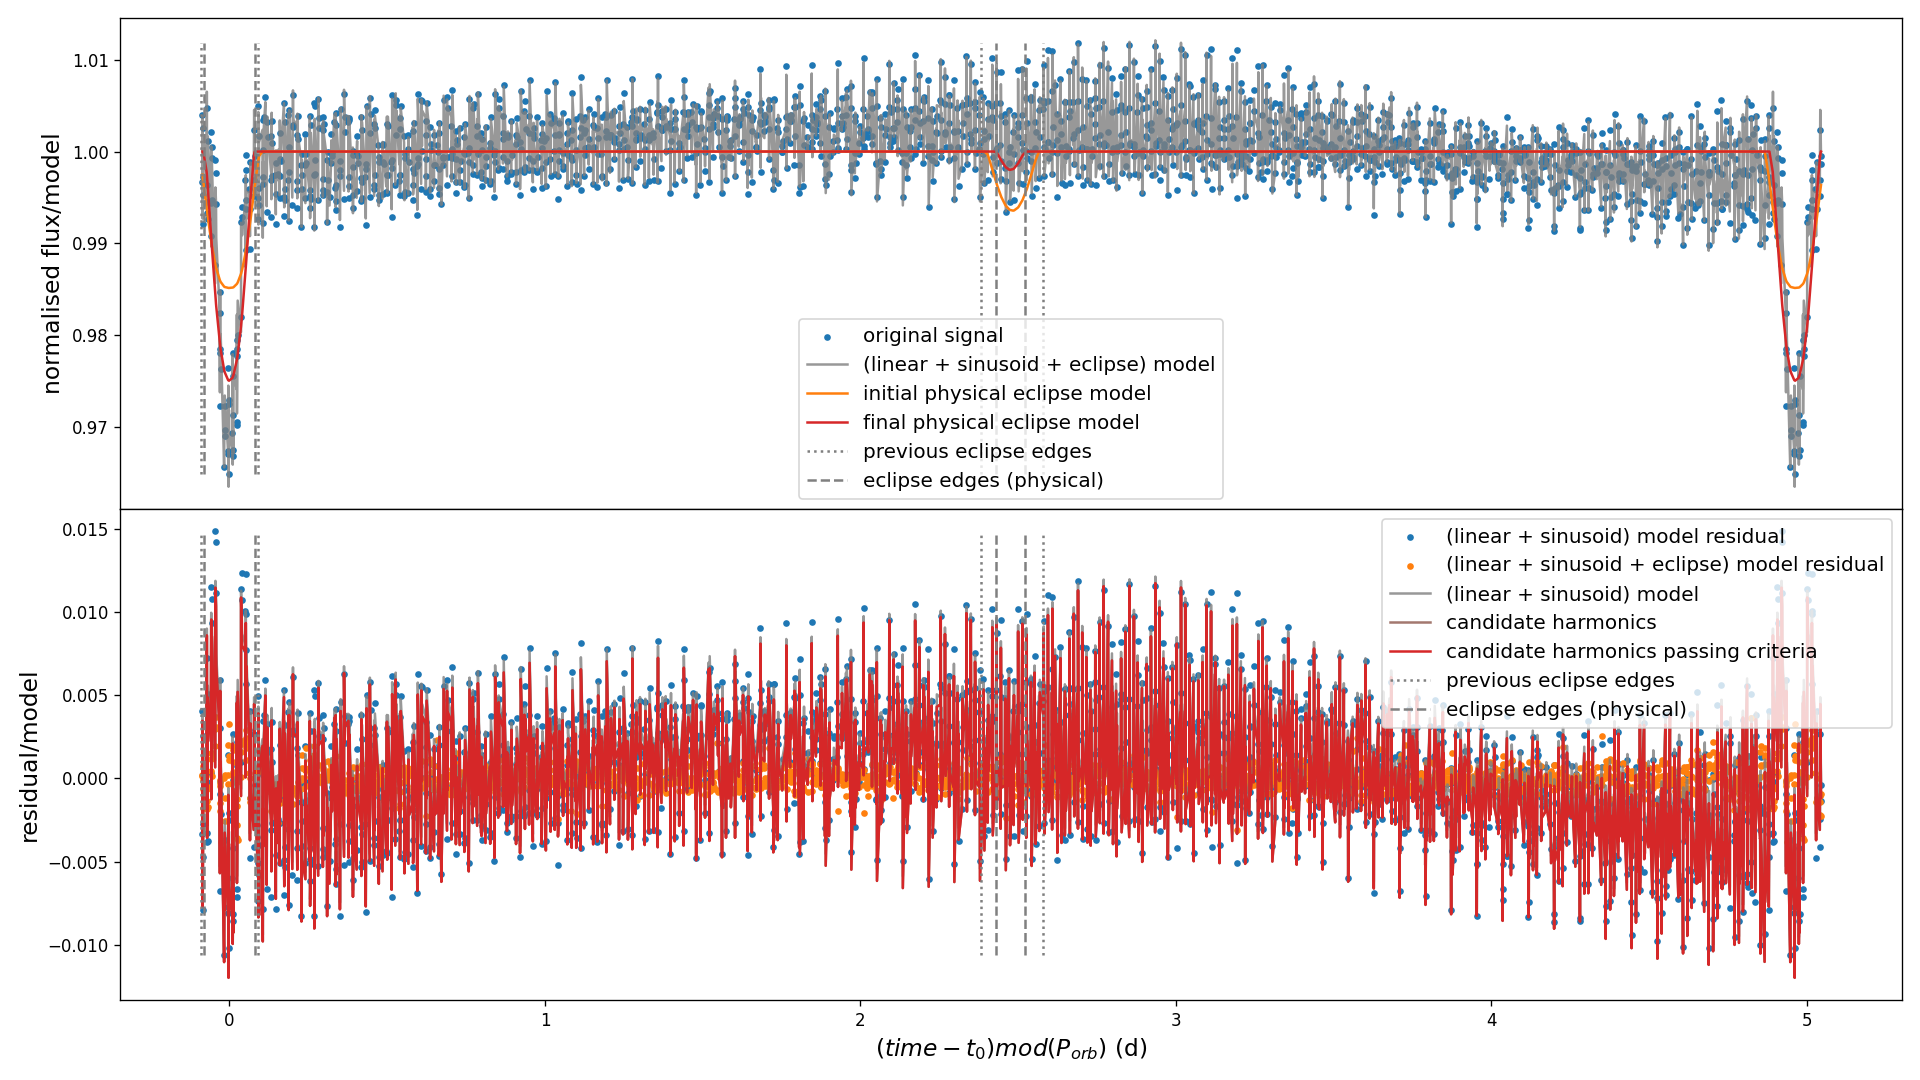 normalised flux/model
1.01
1.00
0.99
0.98
0.97
original signal
(linear + sinusoid + eclipse) model
initial physical eclipse model
final physical eclipse model
previous eclipse edges
eclipse edges (physical)
residual/model
0.015
0.010
0.005
0.000
−0.005
−0.010
(linear + sinusoid) model residual
(linear + sinusoid + eclipse) model residual
(linear + sinusoid) model
candidate harmonics
candidate harmonics passing criteria
previous eclipse edges
eclipse edges (physical)
0 1 2 3 4 5
(time − t₀)mod(P_orb) (d)